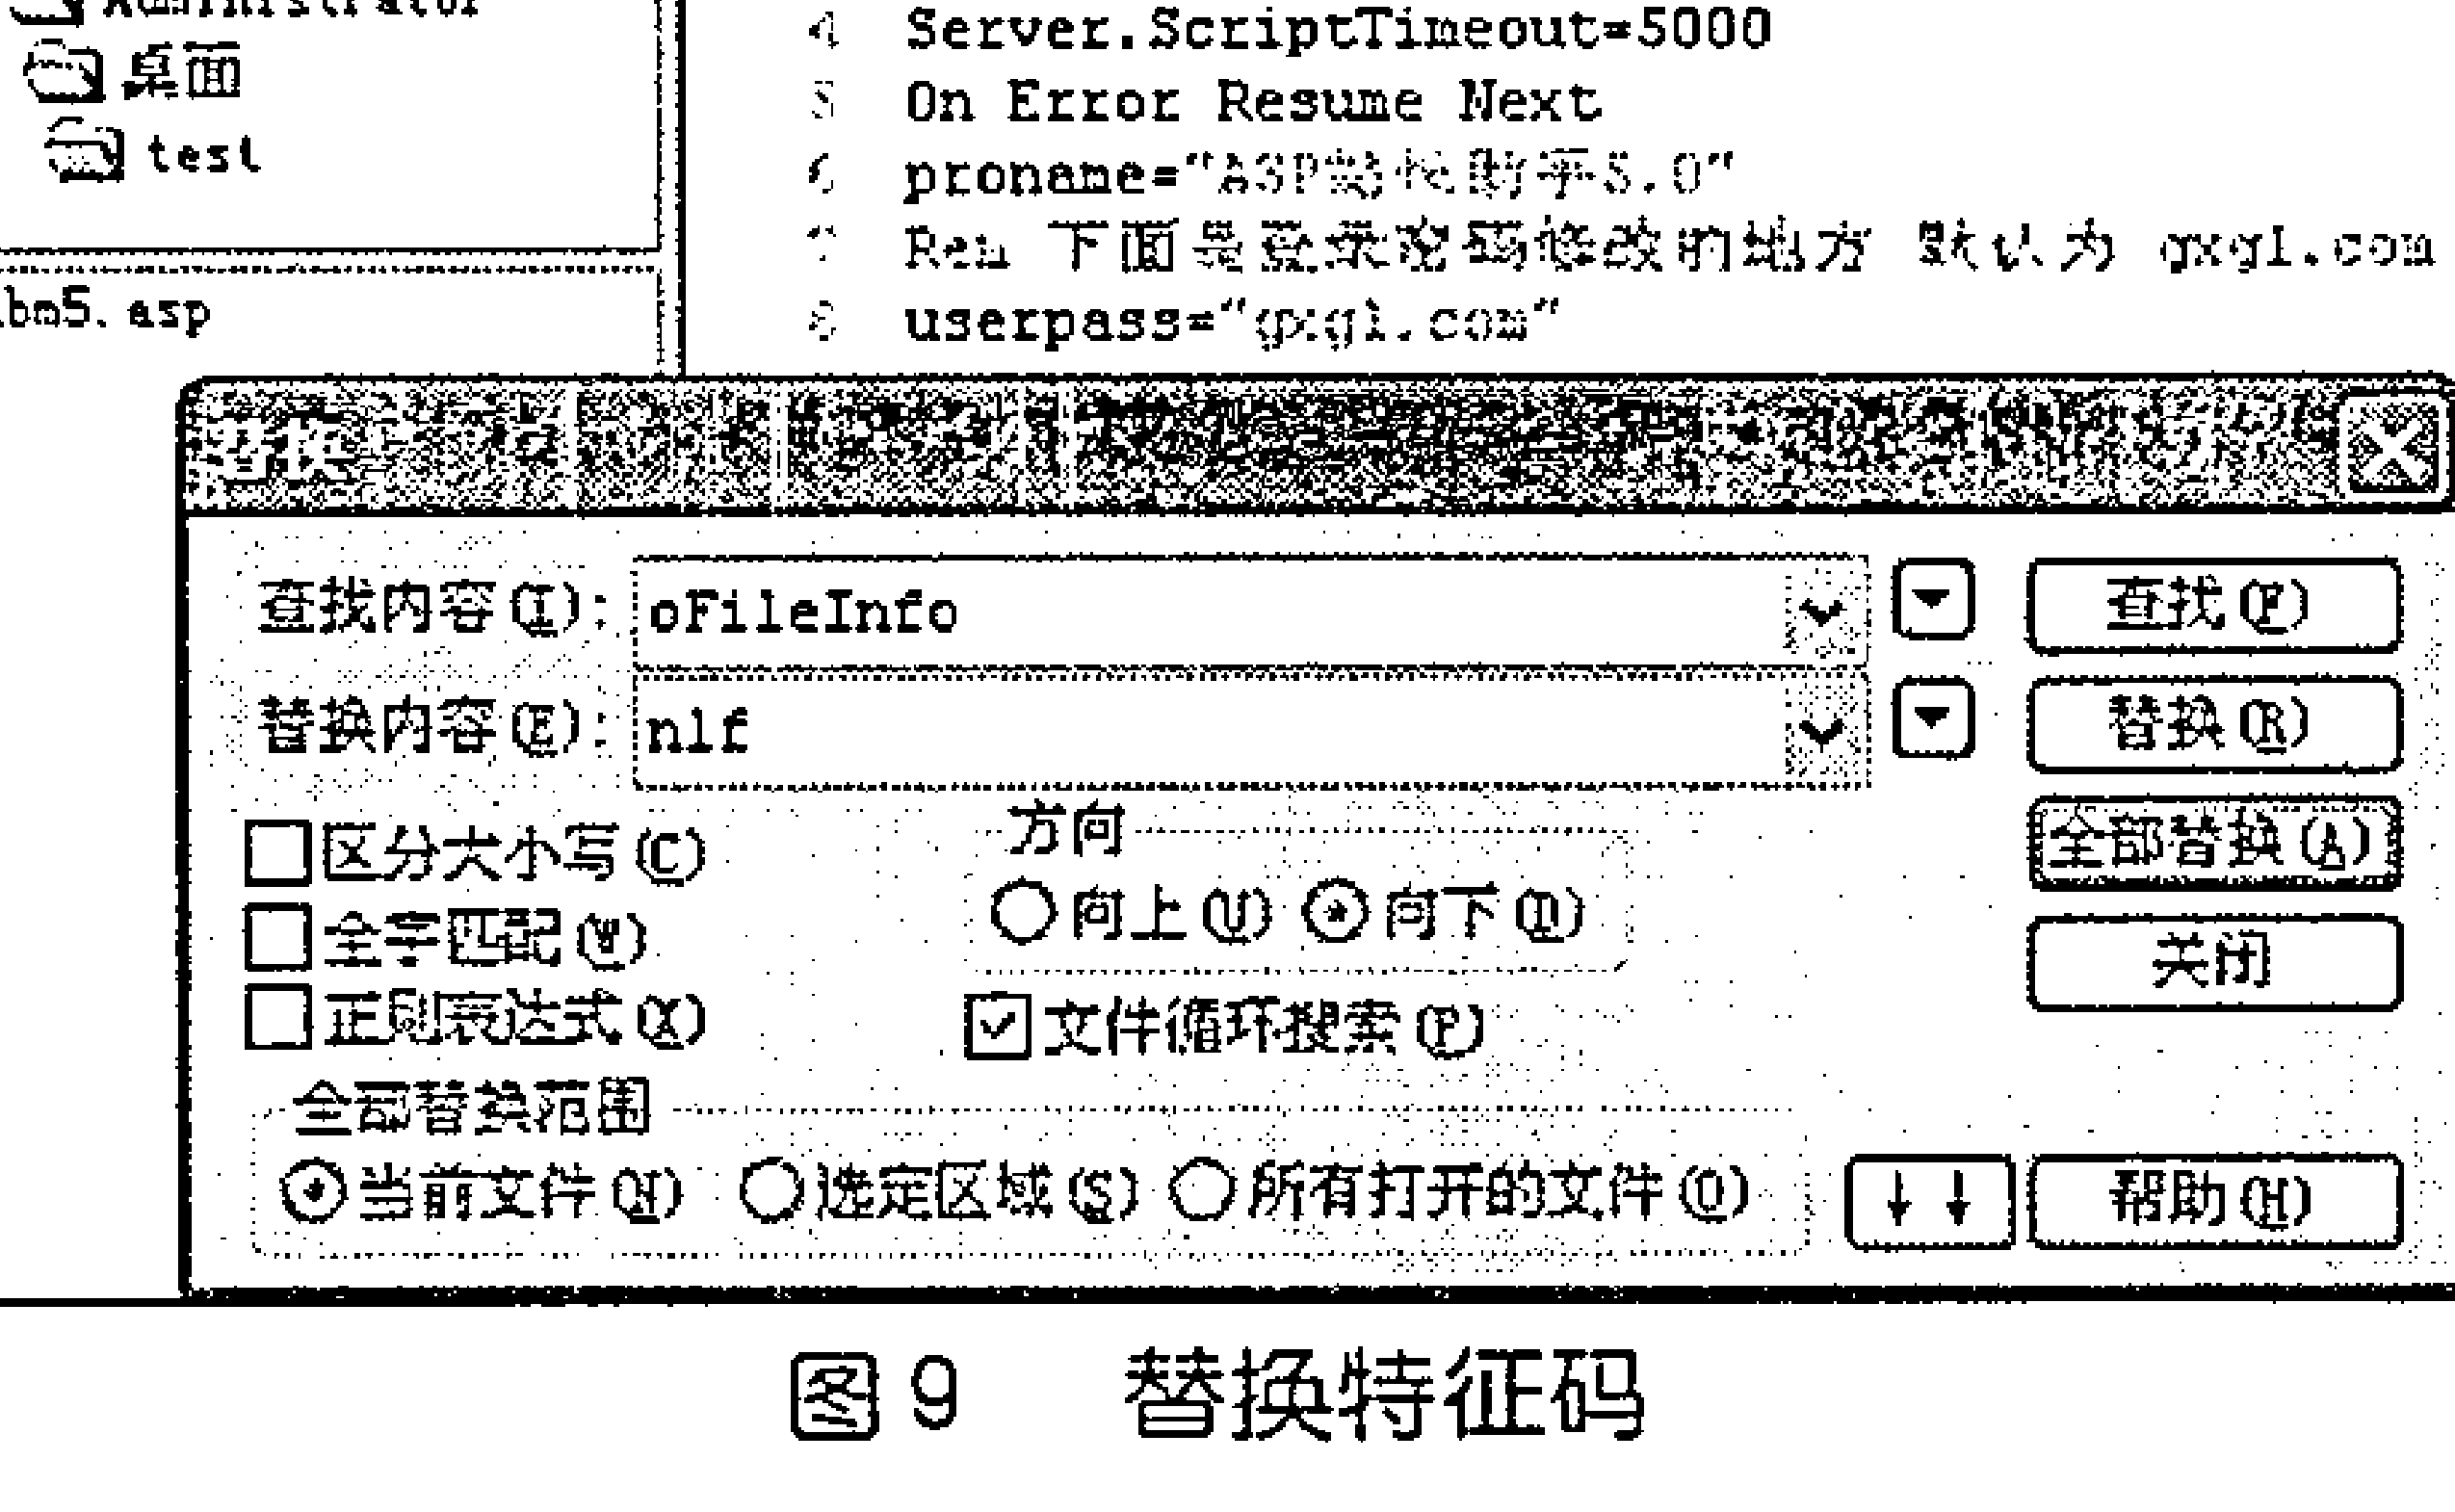 Administrator
桌面
test
bm5.asp
4 Server.ScriptTimeout=5000
5 On Error Resume Next
6 proname="ASP站长助手5.0"
7 Rem 下面是登录密码修改的地方 默认为 gxgl.com
8 userpass="gxgl.com"
查找内容(I): oFileInfo
查找(F)
替换内容(E): nlf
替换(R)
全部替换(A)
区分大小写(C)
方向
全字匹配(W)
向上(U) 向下(D)
关闭
正则表达式(X)
文件循环搜索(P)
全部替换范围
当前文件(N) 选定区域(S) 所有打开的文件(O)
帮助(H)
图9 替换特征码